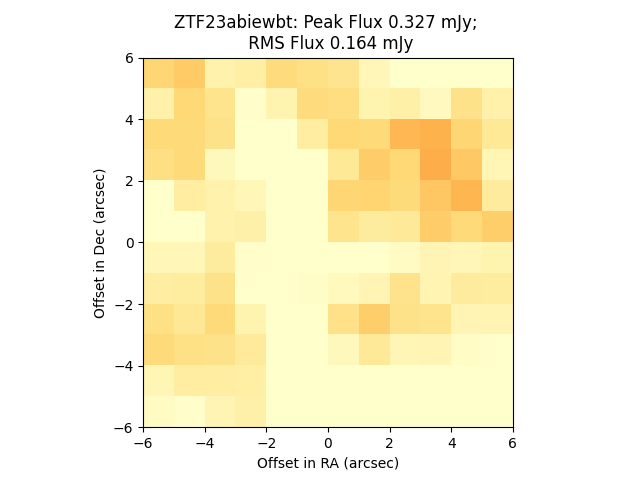 ZTF23abiewbt: Peak Flux 0.327 mJy;
RMS Flux 0.164 mJy
6
4
2
0
−2
−4
−6
Offset in Dec (arcsec)
−6 −4 −2 0 2 4 6
Offset in RA (arcsec)